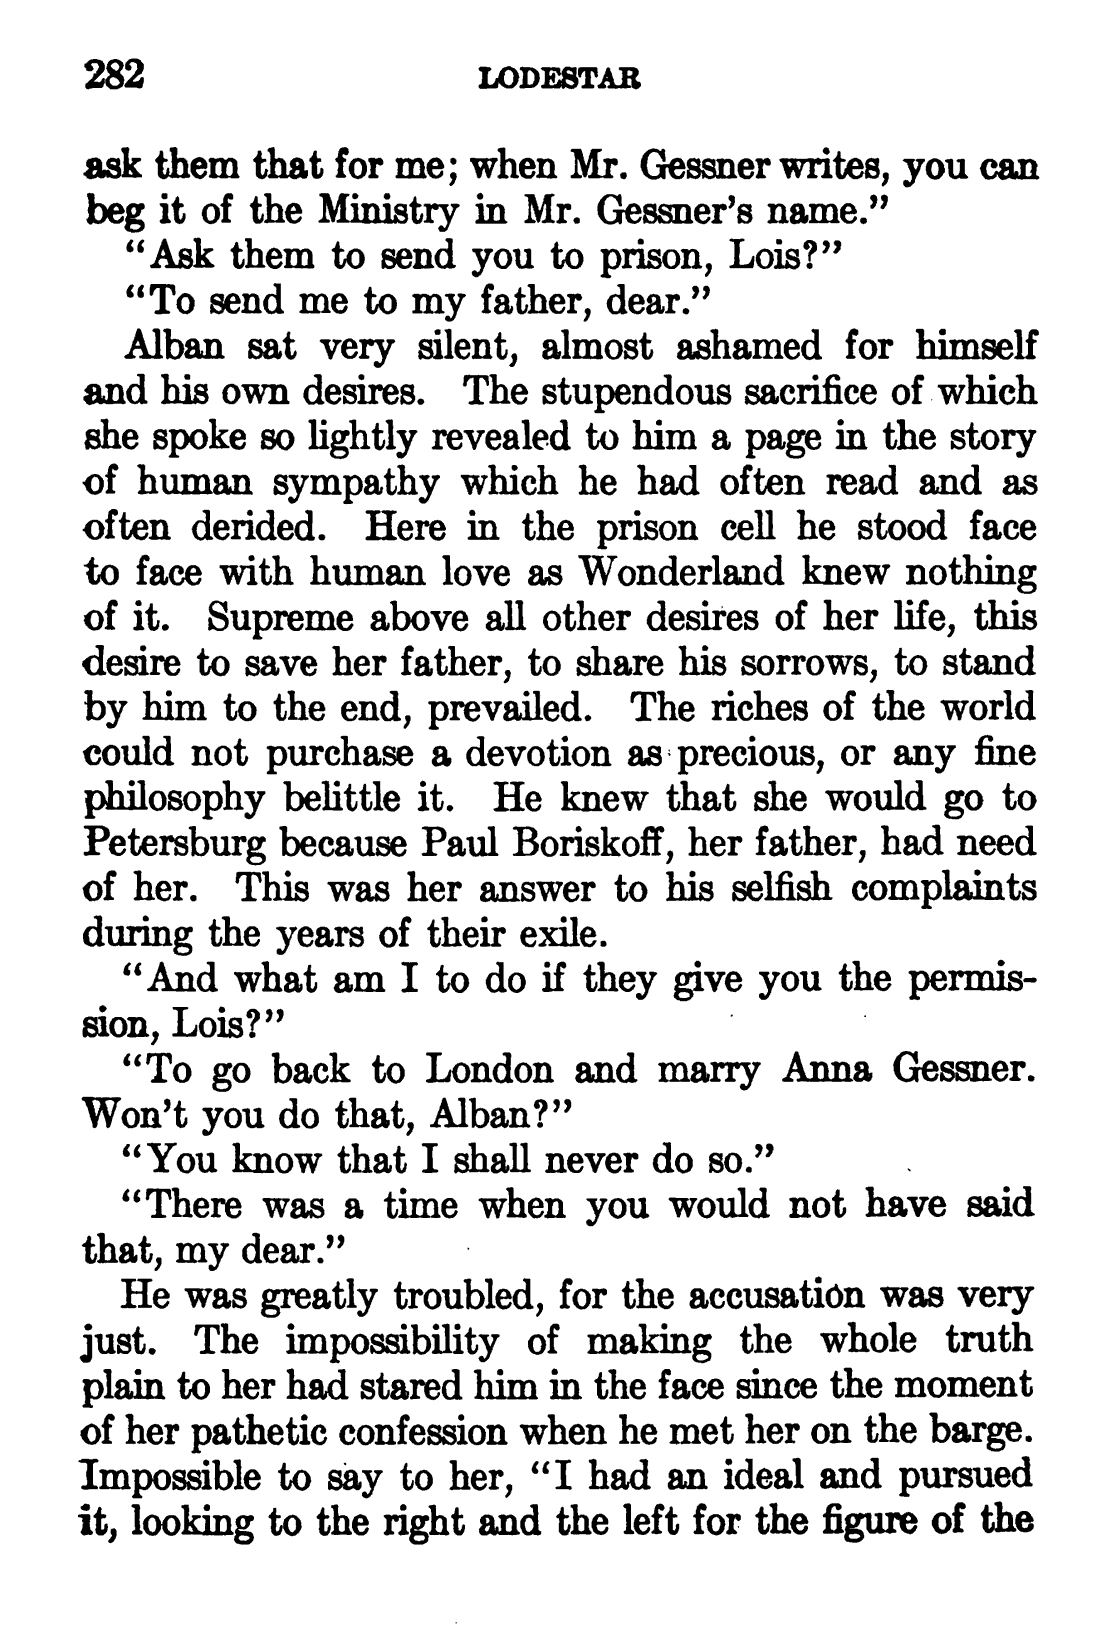 282 LODESTAR
ask them that for me; when Mr. Gessner writes, you can
beg it of the Ministry in Mr. Gessner's name."
"Ask them to send you to prison, Lois?"
"To send me to my father, dear."
Alban sat very silent, almost ashamed for himself
and his own desires. The stupendous sacrifice of which
she spoke so lightly revealed to him a page in the story
of human sympathy which he had often read and as
often derided. Here in the prison cell he stood face
to face with human love as Wonderland knew nothing
of it. Supreme above all other desires of her life, this
desire to save her father, to share his sorrows, to stand
by him to the end, prevailed. The riches of the world
could not purchase a devotion as precious, or any fine
philosophy belittle it. He knew that she would go to
Petersburg because Paul Boriskoff, her father, had need
of her. This was her answer to his selfish complaints
during the years of their exile.
"And what am I to do if they give you the permis-
sion, Lois?"
"To go back to London and marry Anna Gessner.
Won't you do that, Alban?"
"You know that I shall never do so."
"There was a time when you would not have said
that, my dear."
He was greatly troubled, for the accusation was very
just. The impossibility of making the whole truth
plain to her had stared him in the face since the moment
of her pathetic confession when he met her on the barge.
Impossible to say to her, "I had an ideal and pursued
it, looking to the right and the left for the figure of the